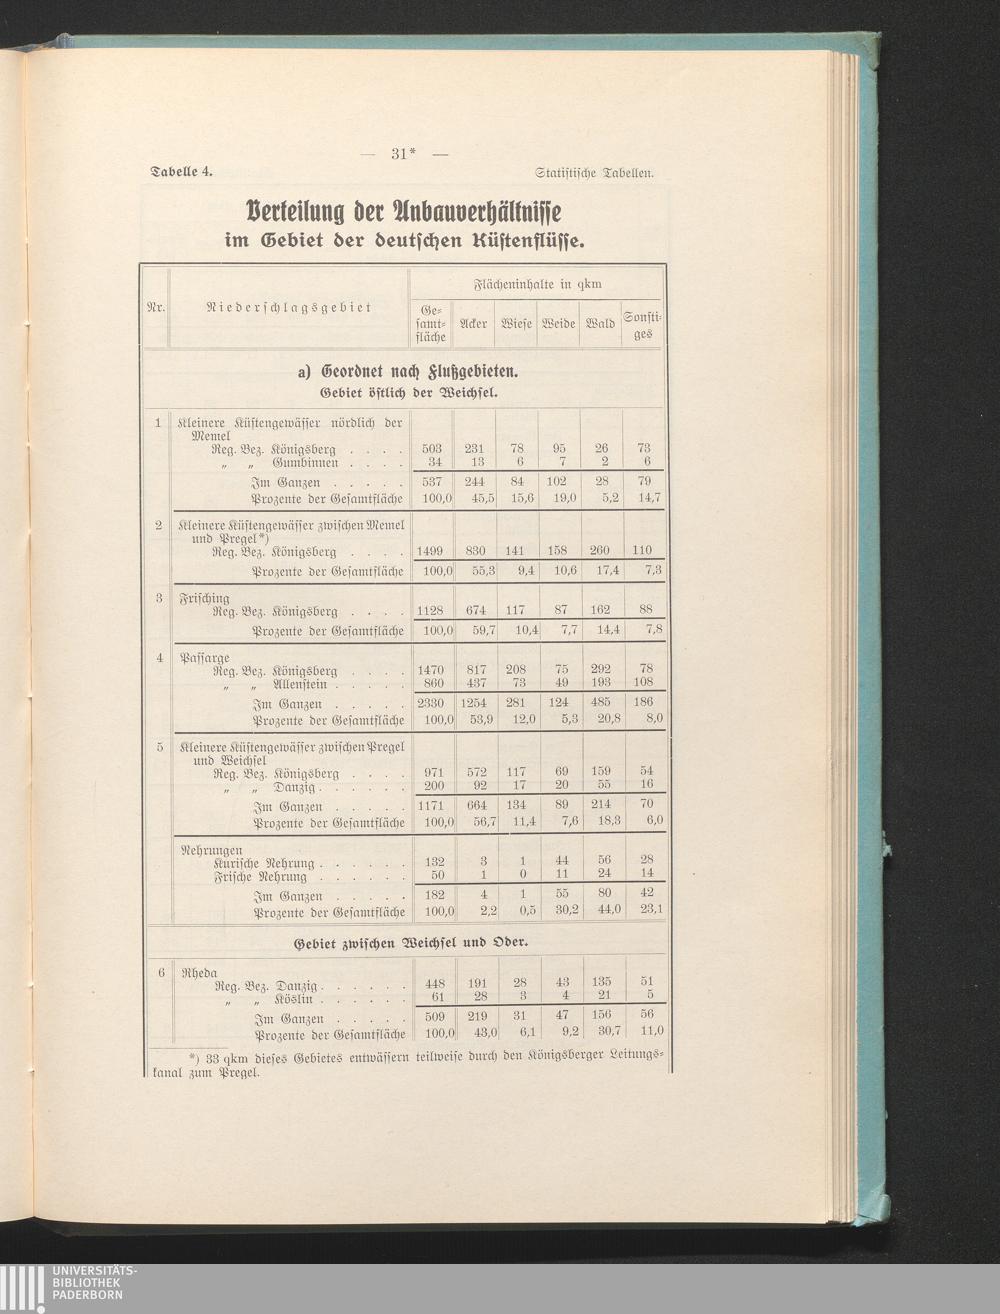 — 31* —
Tabelle 4. Statistische Tabellen.
Verteilung der Anbauverhältnisse
im Gebiet der deutschen Küstenflüsse.
Nr. Niederschlagsgebiet Flächeninhalte in qkm
Ge-
samt-
fläche Acker Wiese Weide Wald Sonsti-
ges
a) Geordnet nach Flußgebieten.
Gebiet östlich der Weichsel.
1 Kleinere Küstengewässer nördlich der
Memel
Reg. Bez. Königsberg . . . . 503 231 78 95 26 73
„ „ Gumbinnen . . . . 34 13 6 7 2 6
Im Ganzen . . . . . 537 244 84 102 28 79
Prozente der Gesamtfläche 100,0 45,5 15,6 19,0 5,2 14,7
2 Kleinere Küstengewässer zwischen Memel
und Pregel*)
Reg. Bez. Königsberg . . . . 1499 830 141 158 260 110
Prozente der Gesamtfläche 100,0 55,3 9,4 10,6 17,4 7,3
3 Frisching
Reg. Bez. Königsberg . . . . 1128 674 117 87 162 88
Prozente der Gesamtfläche 100,0 59,7 10,4 7,7 14,4 7,8
4 Passarge
Reg. Bez. Königsberg . . . . 1470 817 208 75 292 78
„ „ Allenstein . . . . . 860 437 73 49 193 108
Im Ganzen . . . . . 2330 1254 281 124 485 186
Prozente der Gesamtfläche 100,0 53,9 12,0 5,3 20,8 8,0
5 Kleinere Küstengewässer zwischen Pregel
und Weichsel
Reg. Bez. Königsberg . . . . 971 572 117 69 159 54
„ „ Danzig . . . . . . 200 92 17 20 55 16
Im Ganzen . . . . . 1171 664 134 89 214 70
Prozente der Gesamtfläche 100,0 56,7 11,4 7,6 18,3 6,0
Nehrungen
Kurische Nehrung . . . . . . 132 3 1 44 56 28
Frische Nehrung . . . . . . 50 1 0 11 24 14
Im Ganzen . . . . . 182 4 1 55 80 42
Prozente der Gesamtfläche 100,0 2,2 0,5 30,2 44,0 23,1
Gebiet zwischen Weichsel und Oder.
6 Rheda
Reg. Bez. Danzig . . . . . . 448 191 28 43 135 51
„ „ Köslin . . . . . . 61 28 3 4 21 5
Im Ganzen . . . . . 509 219 31 47 156 56
Prozente der Gesamtfläche 100,0 43,0 6,1 9,2 30,7 11,0
*) 33 qkm dieses Gebietes entwässern teilweise durch den Königsberger Leitungs-
kanal zum Pregel.
UNIVERSITÄTS-
BIBLIOTHEK
PADERBORN